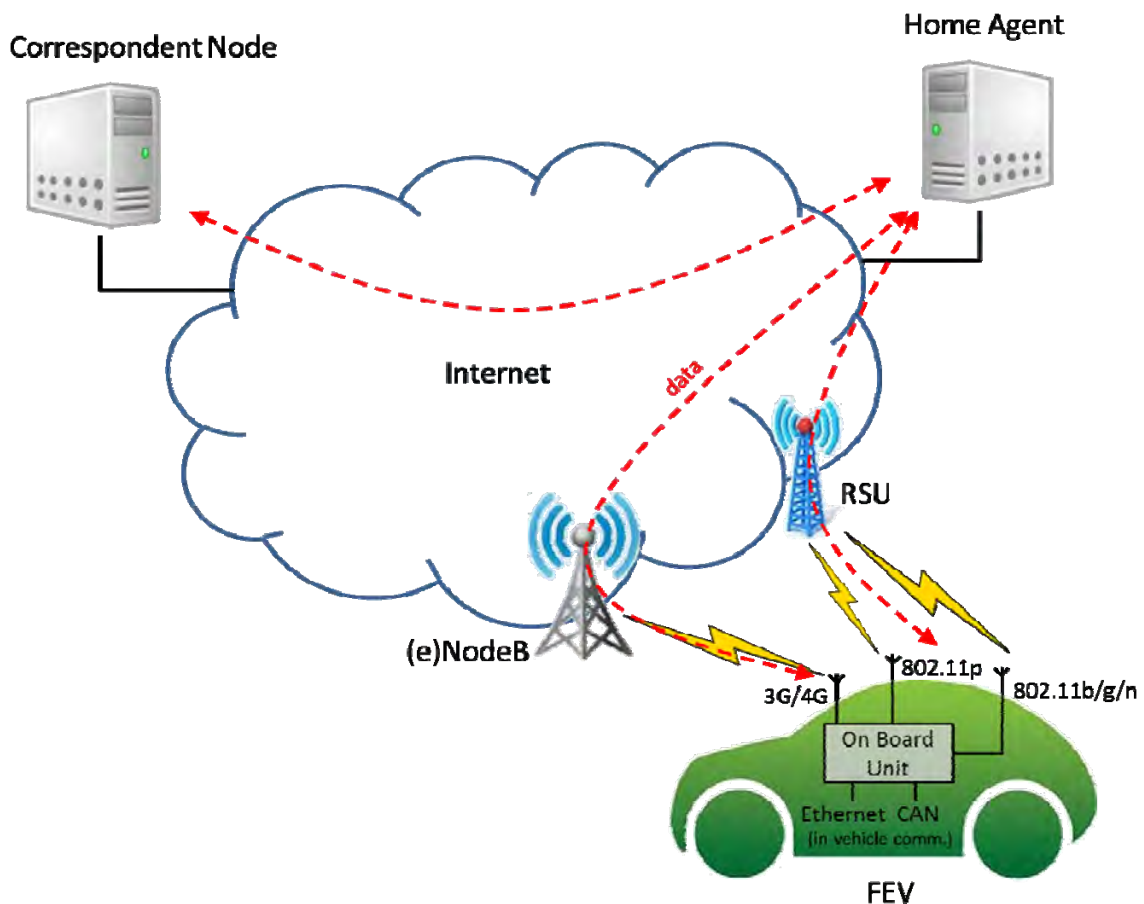 Home Agent
Correspondent Node
Internet
data
RSU
(e)NodeB
802.11p
3G/4G
802.11b/g/n
On Board
Unit
Ethernet CAN
(in vehicle comm.)
FEV